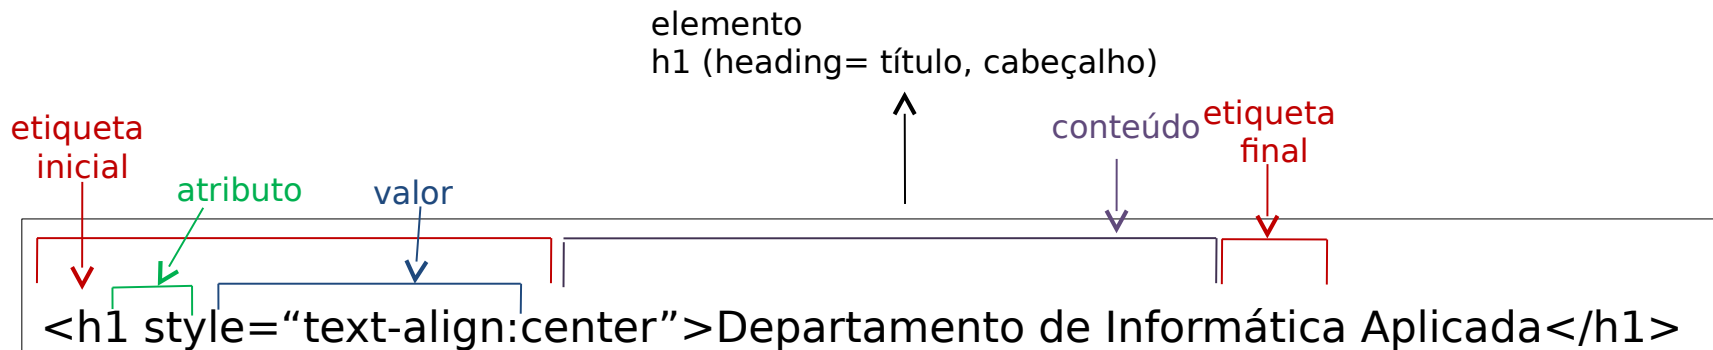 elemento
h1 (heading= título, cabeçalho)
etiqueta
inicial
atributo
valor
conteúdo
etiqueta
final
<h1 style=“text-align:center”>Departamento de Informática Aplicada</h1>